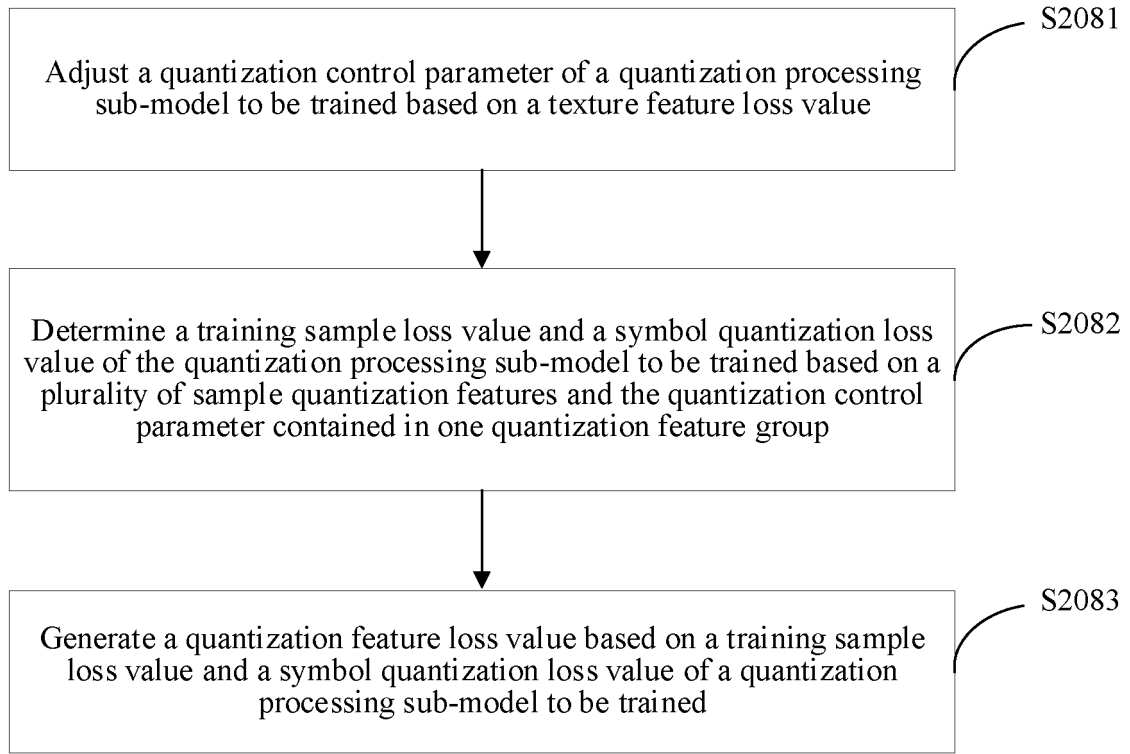 S2081
Adjust a quantization control parameter of a quantization processing
sub-model to be trained based on a texture feature loss value
S2082
Determine a training sample loss value and a symbol quantization loss
value of the quantization processing sub-model to be trained based on a
plurality of sample quantization features and the quantization control
parameter contained in one quantization feature group
S2083
Generate a quantization feature loss value based on a training sample
loss value and a symbol quantization loss value of a quantization
processing sub-model to be trained